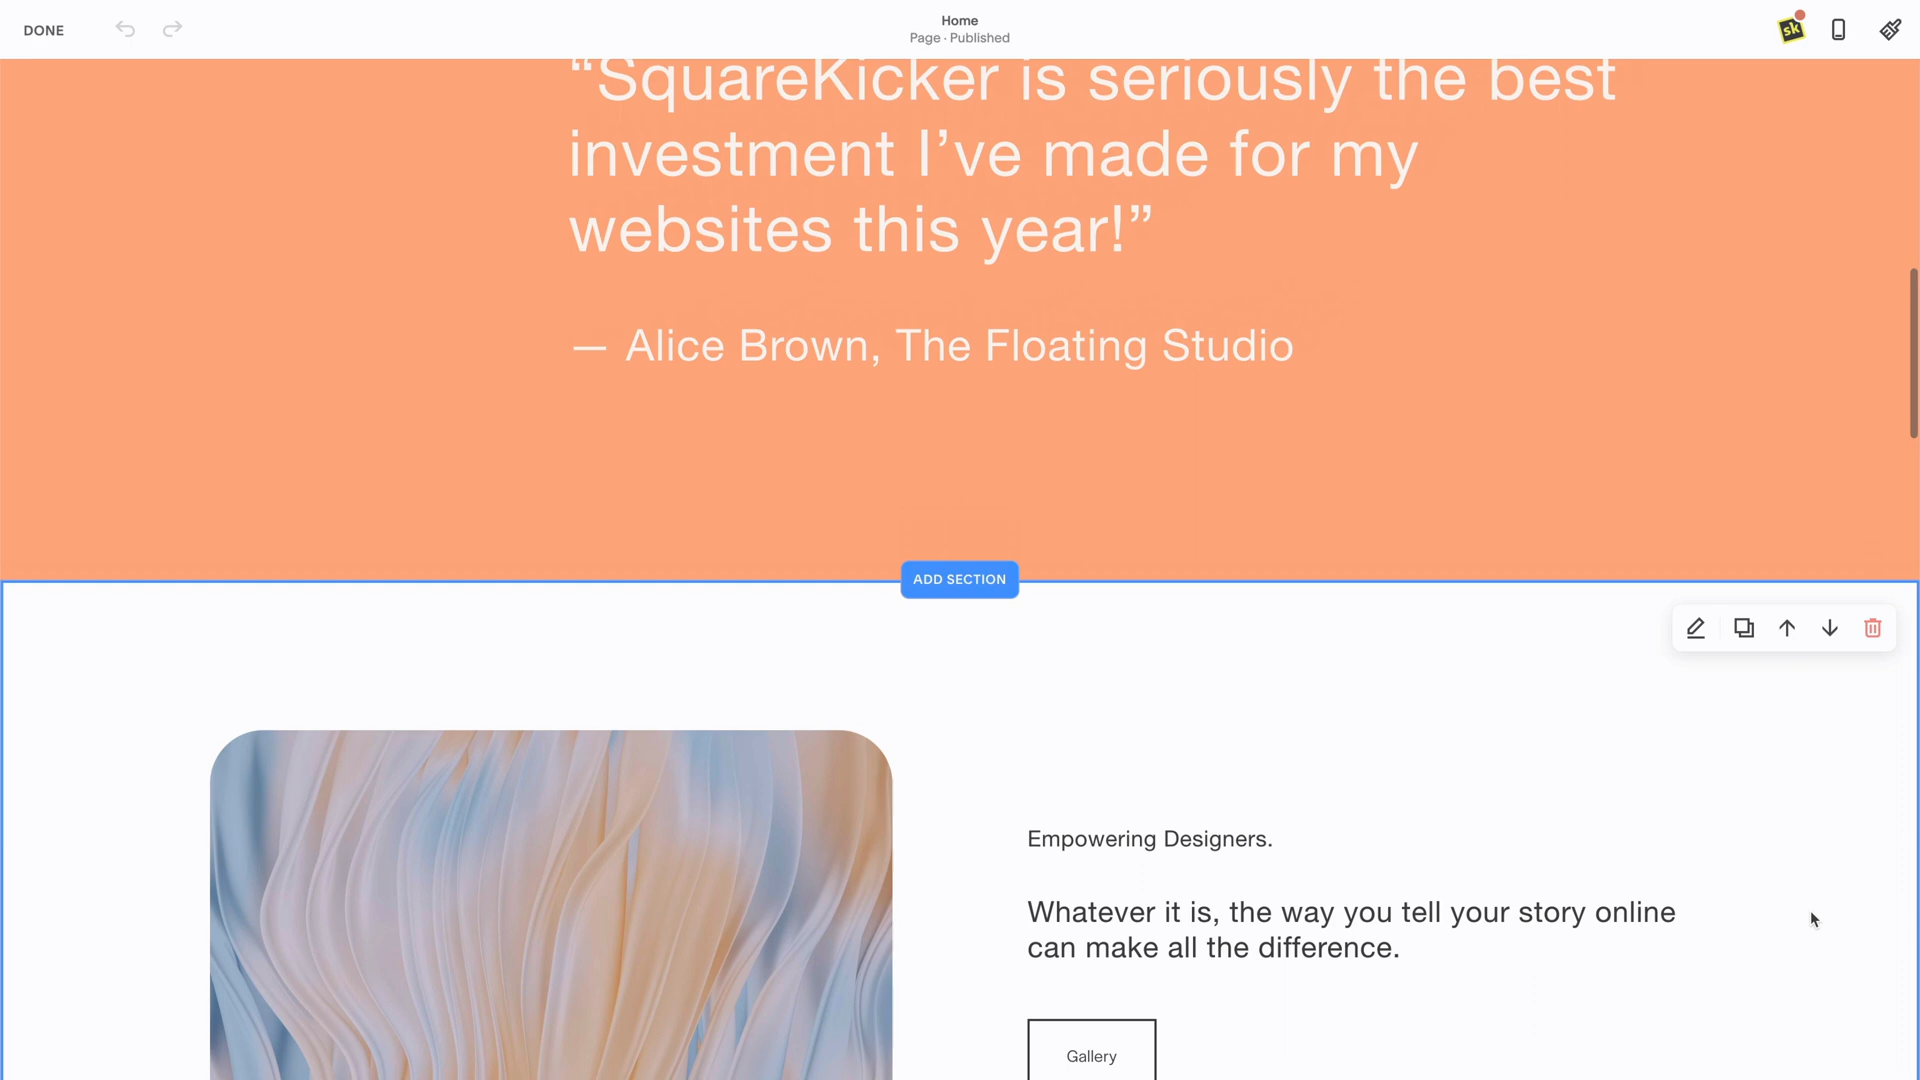 DONE
Home
Page · Published
sk
“SquareKicker is seriously the best
investment I’ve made for my
websites this year!”
— Alice Brown, The Floating Studio
ADD SECTION
Empowering Designers.
Whatever it is, the way you tell your story online
can make all the difference.
Gallery